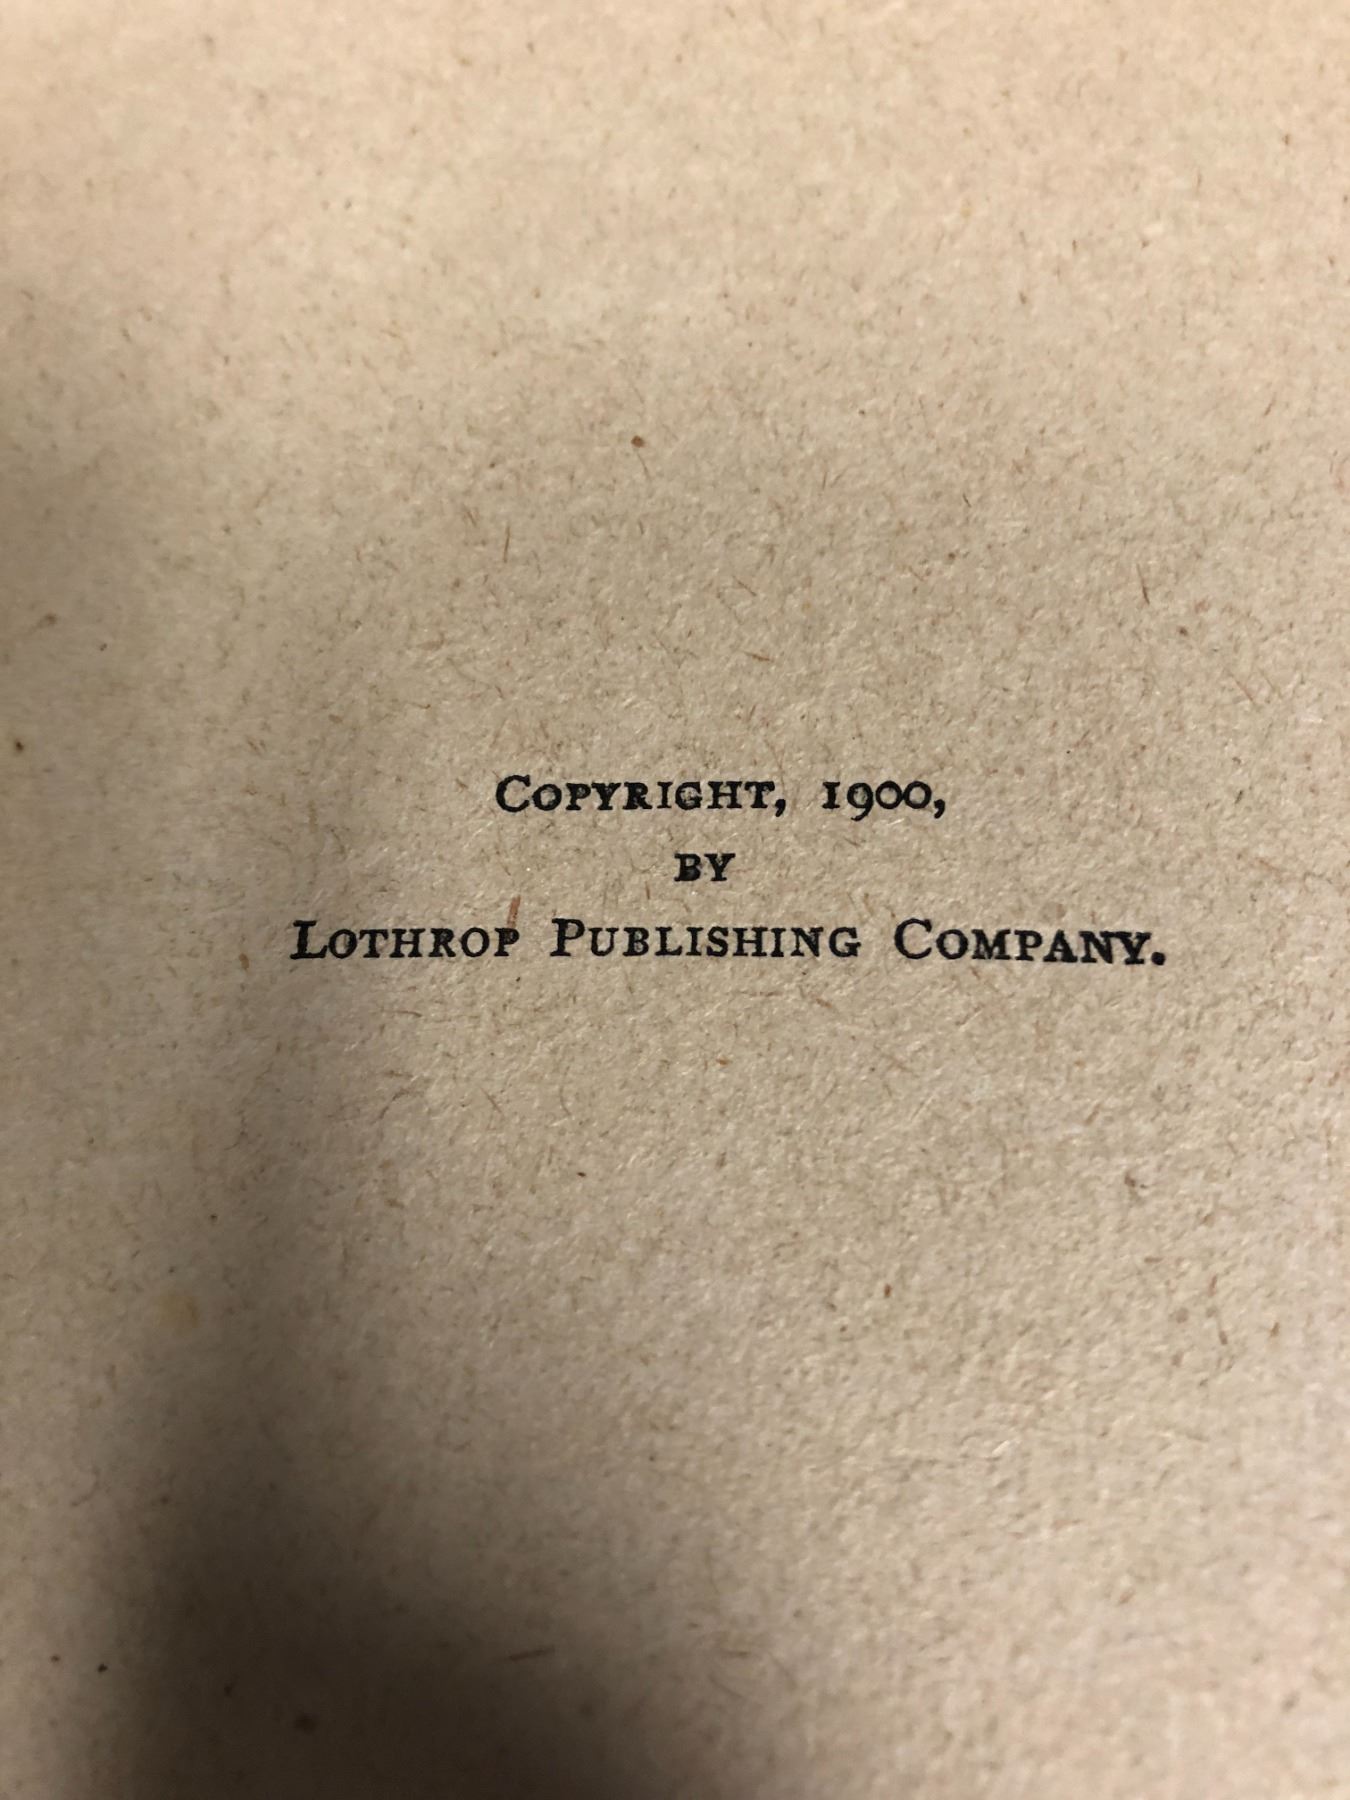 Copyright, 1900,
by
Lothrop Publishing Company.